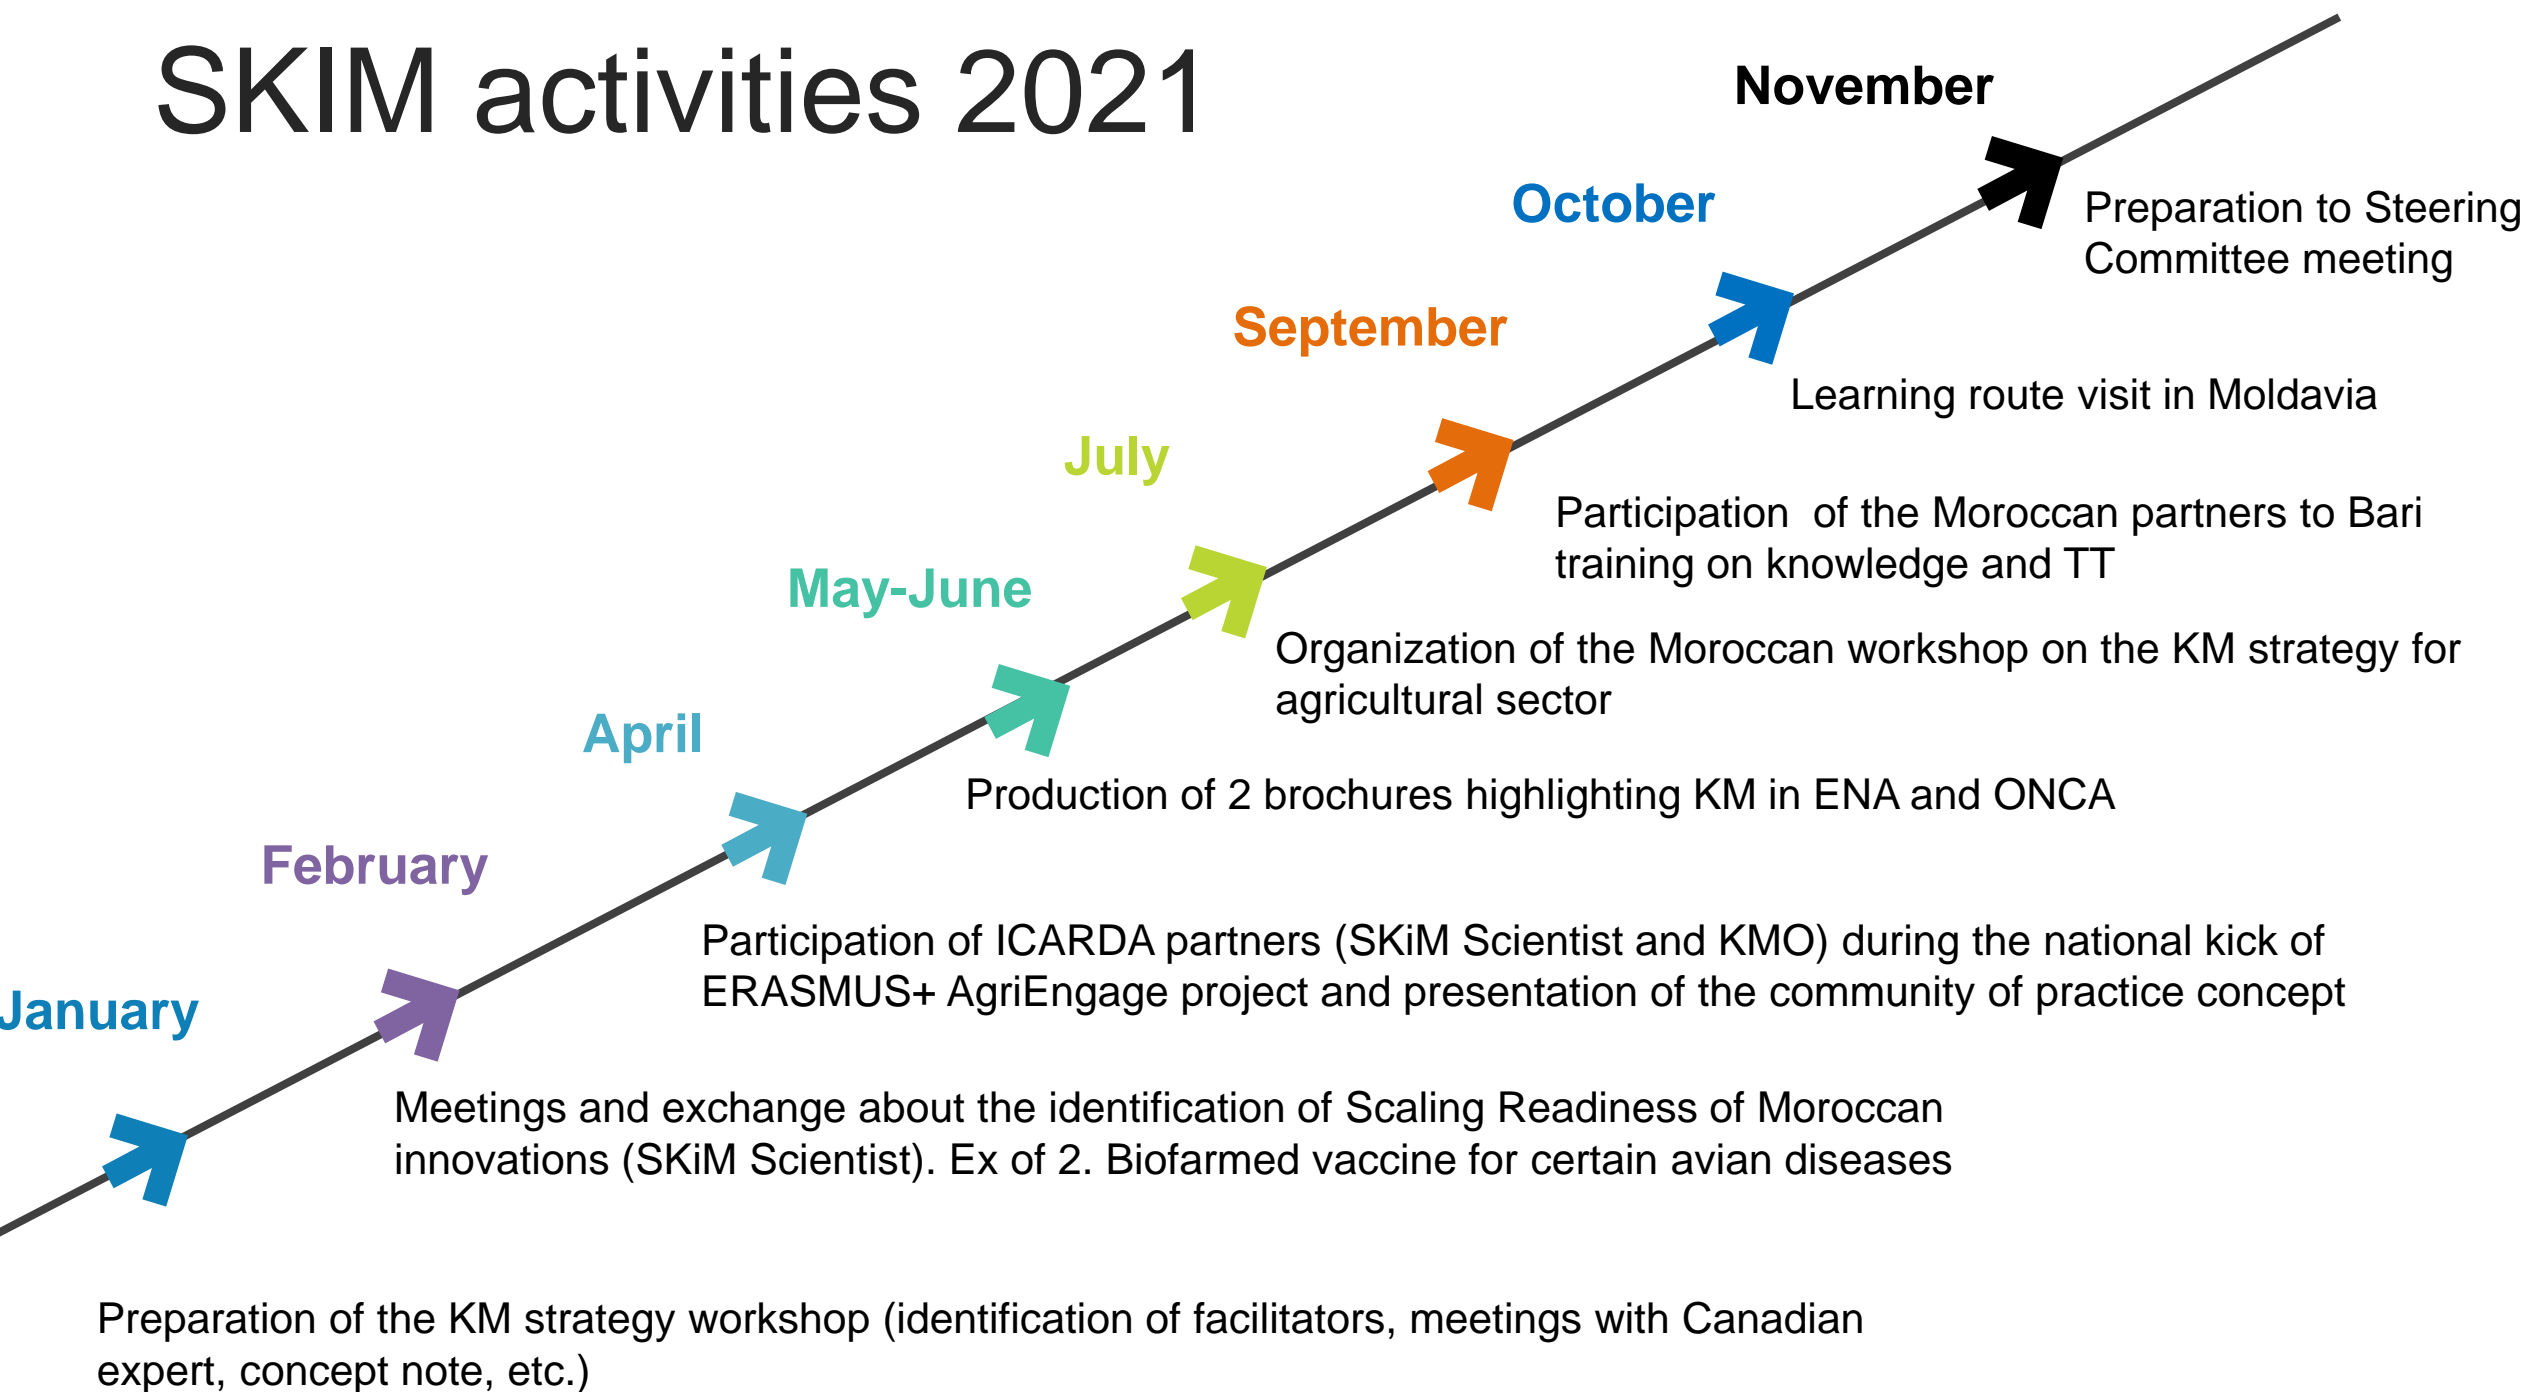 SKIM activities 2021
November
Preparation to Steering
Committee meeting
October
Learning route visit in Moldavia
September
Participation  of the Moroccan partners to Bari
training on knowledge and TT
July
Organization of the Moroccan workshop on the KM strategy for
agricultural sector
May-June
Production of 2 brochures highlighting KM in ENA and ONCA
April
Participation of ICARDA partners (SKiM Scientist and KMO) during the national kick of
ERASMUS+ AgriEngage project and presentation of the community of practice concept
February
Meetings and exchange about the identification of Scaling Readiness of Moroccan
innovations (SKiM Scientist). Ex of 2. Biofarmed vaccine for certain avian diseases
January
Preparation of the KM strategy workshop (identification of facilitators, meetings with Canadian
expert, concept note, etc.)